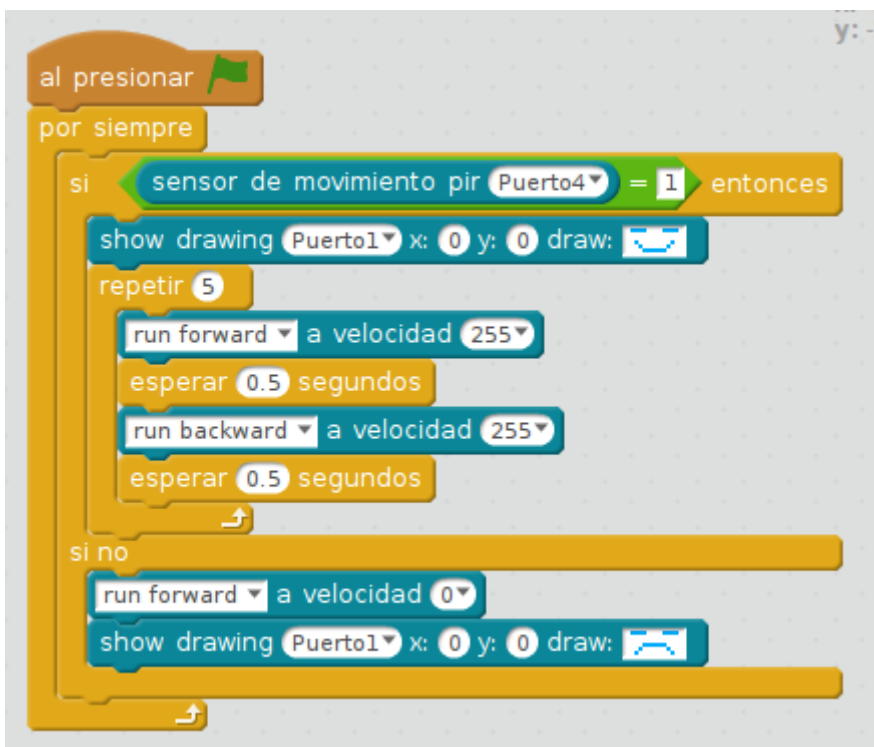 y: -
al presionar
por siempre
si sensor de movimiento pir Puerto4 = 1 entonces
show drawing Puerto1 x: 0 y: 0 draw:
repetir 5
run forward a velocidad 255
esperar 0.5 segundos
run backward a velocidad 255
esperar 0.5 segundos
si no
run forward a velocidad 0
show drawing Puerto1 x: 0 y: 0 draw: